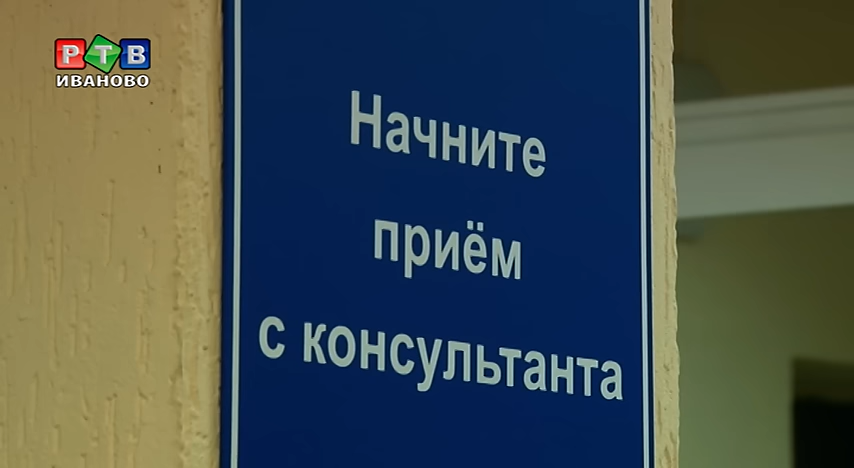 РТВ
ИВАНОВО
Начните
приём
с консультанта